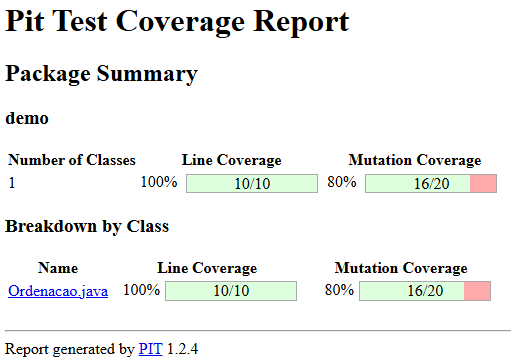 Pit Test Coverage Report
Package Summary
demo
Number of Classes Line Coverage Mutation Coverage
1 100% 10/10 80% 16/20
Breakdown by Class
Name Line Coverage Mutation Coverage
Ordenacao.java 100% 10/10 80% 16/20
Report generated by PIT 1.2.4